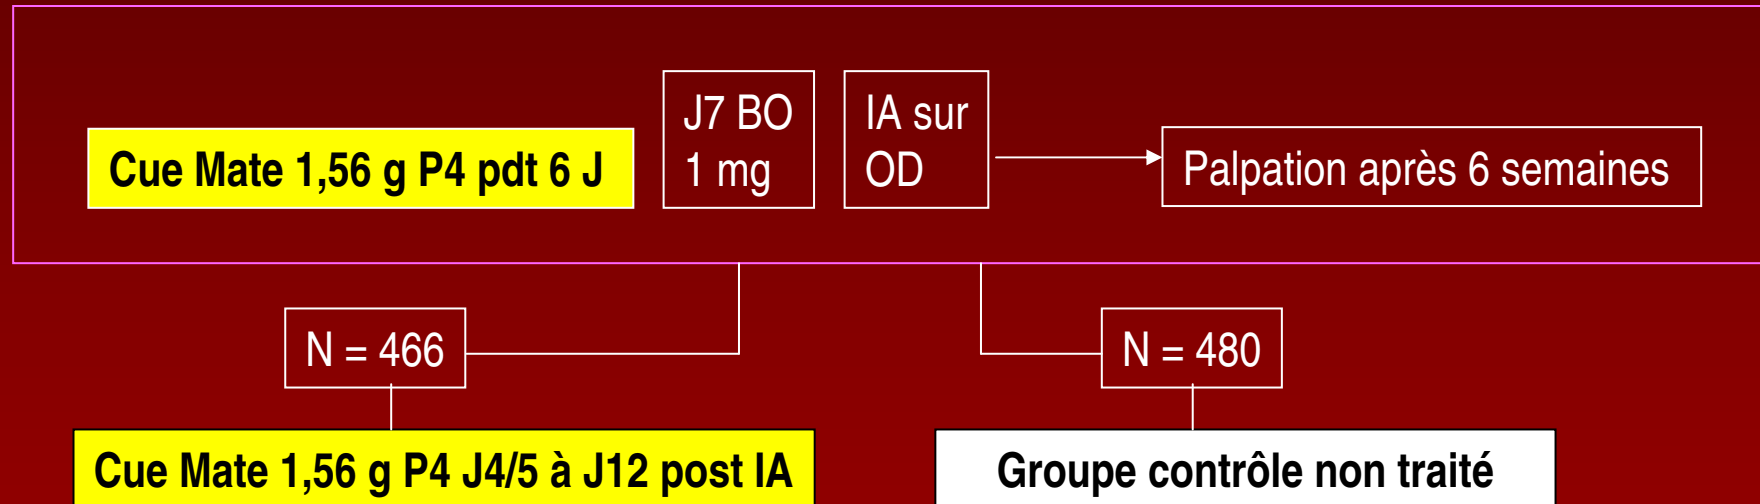 Cue Mate 1,56 g P4 pdt 6 J
J7 BO
1 mg
IA sur
OD
Palpation après 6 semaines
N = 466
N = 480
Cue Mate 1,56 g P4 J4/5 à J12 post IA
Groupe contrôle non traité